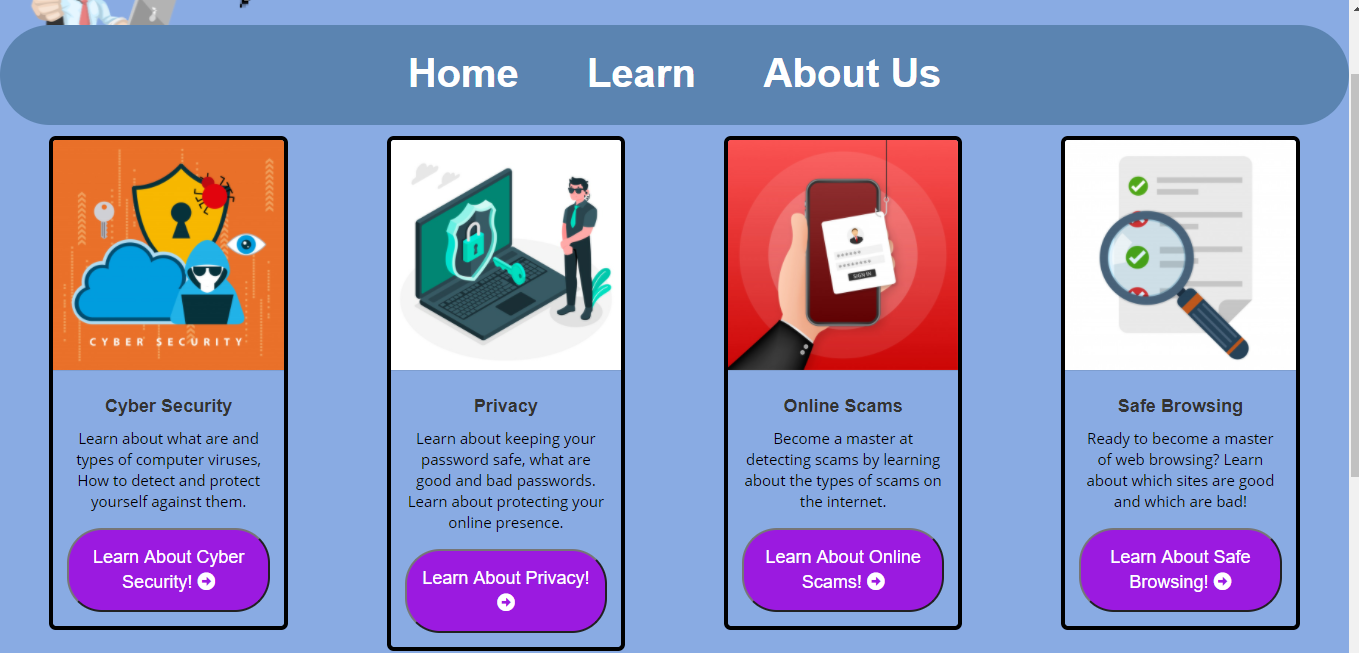 Home Learn About Us
CYBER SECURITY
SIGN IN
Cyber Security
Learn about what are and
types of computer viruses,
How to detect and protect
yourself against them.
Learn About Cyber
Security!
Privacy
Learn about keeping your
password safe, what are
good and bad passwords.
Learn about protecting your
online presence.
Learn About Privacy!
Online Scams
Become a master at
detecting scams by learning
about the types of scams on
the internet.
Learn About Online
Scams!
Safe Browsing
Ready to become a master
of web browsing? Learn
about which sites are good
and which are bad!
Learn About Safe
Browsing!